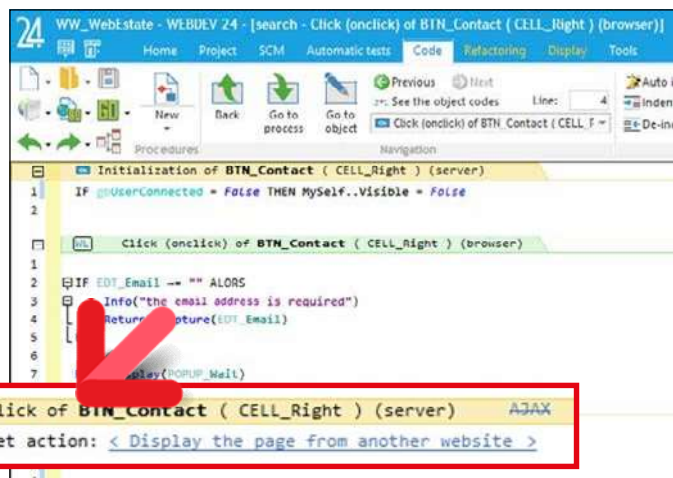 24 WW_WebEstate - WEBDEV 24 - [search - Click (onclick) of BTN_Contact ( CELL_Right ) (browser)]
Home Project SCM Automatic tests Code Refactoring Display Tools
New Back Go to process Go to object
Previous Next
See the object codes Line: 4
Click (onclick) of BTN_Contact ( CELL_F
Auto i
Inden
De-in
Procedures Navigation
Initialization of BTN_Contact ( CELL_Right ) (server)
1 IF gbUserConnected = False THEN MySelf..Visible = False
2
WL Click (onclick) of BTN_Contact ( CELL_Right ) (browser)
1
2 IF EDT_Email ~= "" ALORS
3 Info("the email address is required")
4 Return pture(EDT_Email)
5
6
7 play(POPUP_Wait)
lick of BTN_Contact ( CELL_Right ) (server) AJAX
et action: < Display the page from another website >